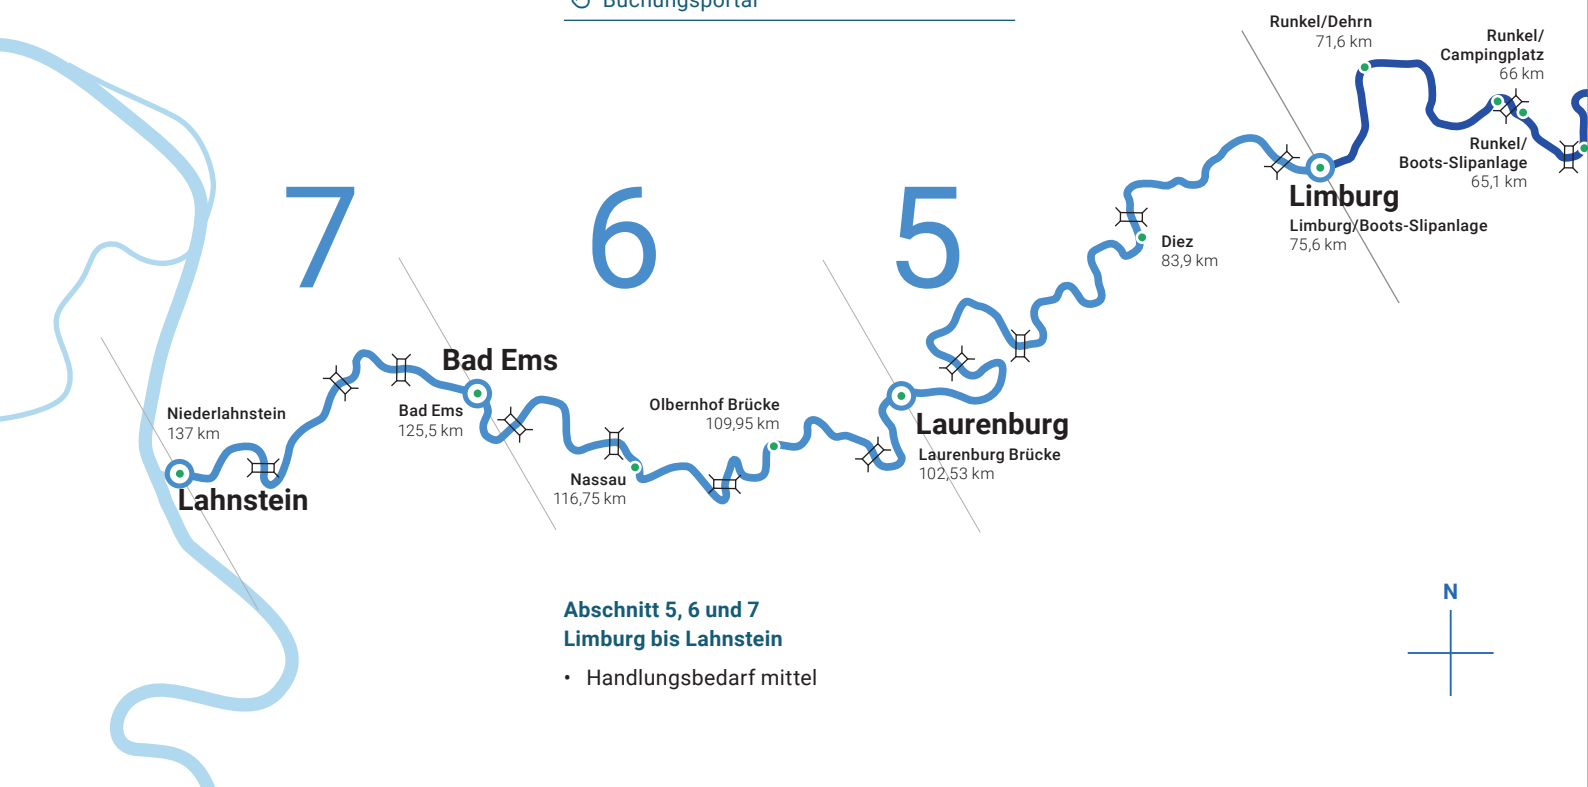 Buchungsportal
Runkel/Dehrn
71,6 km
Runkel/
Campingplatz
66 km
Runkel/
Boots-Slipanlage
65,1 km
Limburg
Limburg/Boots-Slipanlage
75,6 km
7
6
5
Diez
83,9 km
Bad Ems
Bad Ems
125,5 km
Olbernhof Brücke
109,95 km
Laurenburg
Laurenburg Brücke
102,53 km
Niederlahnstein
137 km
Lahnstein
Nassau
116,75 km
Abschnitt 5, 6 und 7
Limburg bis Lahnstein
• Handlungsbedarf mittel
N